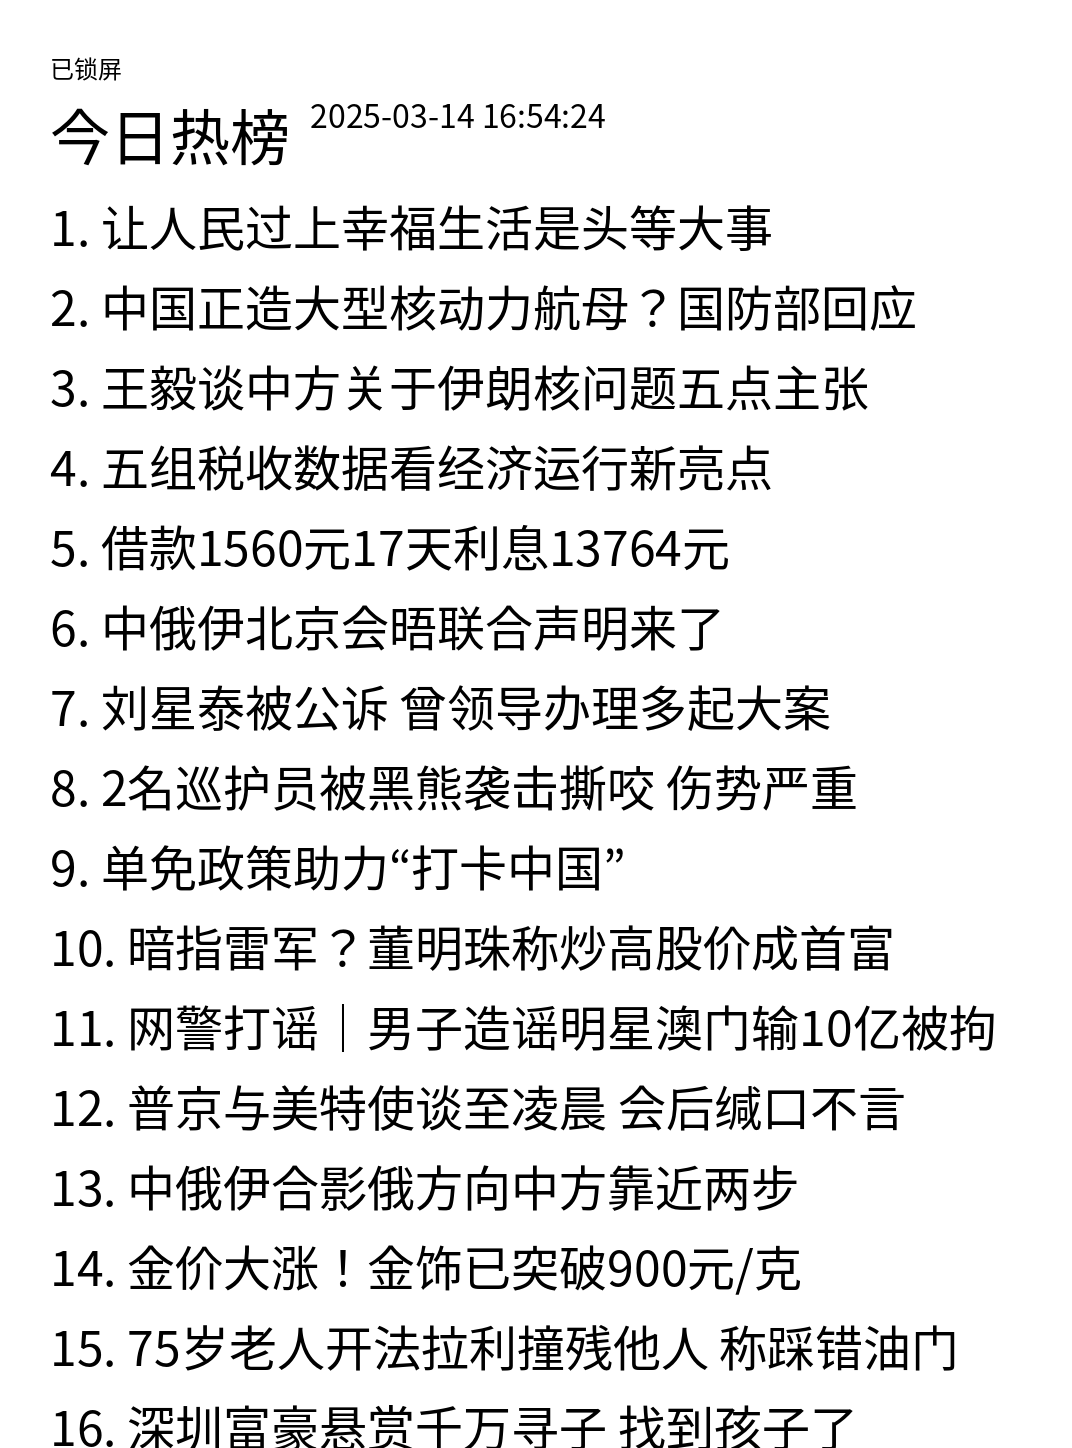 已锁屏
今日热榜 2025-03-14 16:54:24
1. 让人民过上幸福生活是头等大事
2. 中国正造大型核动力航母？国防部回应
3. 王毅谈中方关于伊朗核问题五点主张
4. 五组税收数据看经济运行新亮点
5. 借款1560元17天利息13764元
6. 中俄伊北京会晤联合声明来了
7. 刘星泰被公诉 曾领导办理多起大案
8. 2名巡护员被黑熊袭击撕咬 伤势严重
9. 单免政策助力“打卡中国”
10. 暗指雷军？董明珠称炒高股价成首富
11. 网警打谣｜男子造谣明星澳门输10亿被拘
12. 普京与美特使谈至凌晨 会后缄口不言
13. 中俄伊合影俄方向中方靠近两步
14. 金价大涨！金饰已突破900元/克
15. 75岁老人开法拉利撞残他人 称踩错油门
16. 深圳富豪悬赏千万寻子 找到孩子了